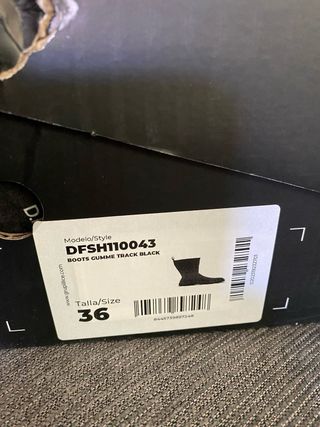 Modelo/Style
DFSH110043
BOOTS GUMME TRACK BLACK
Talla/Size
36